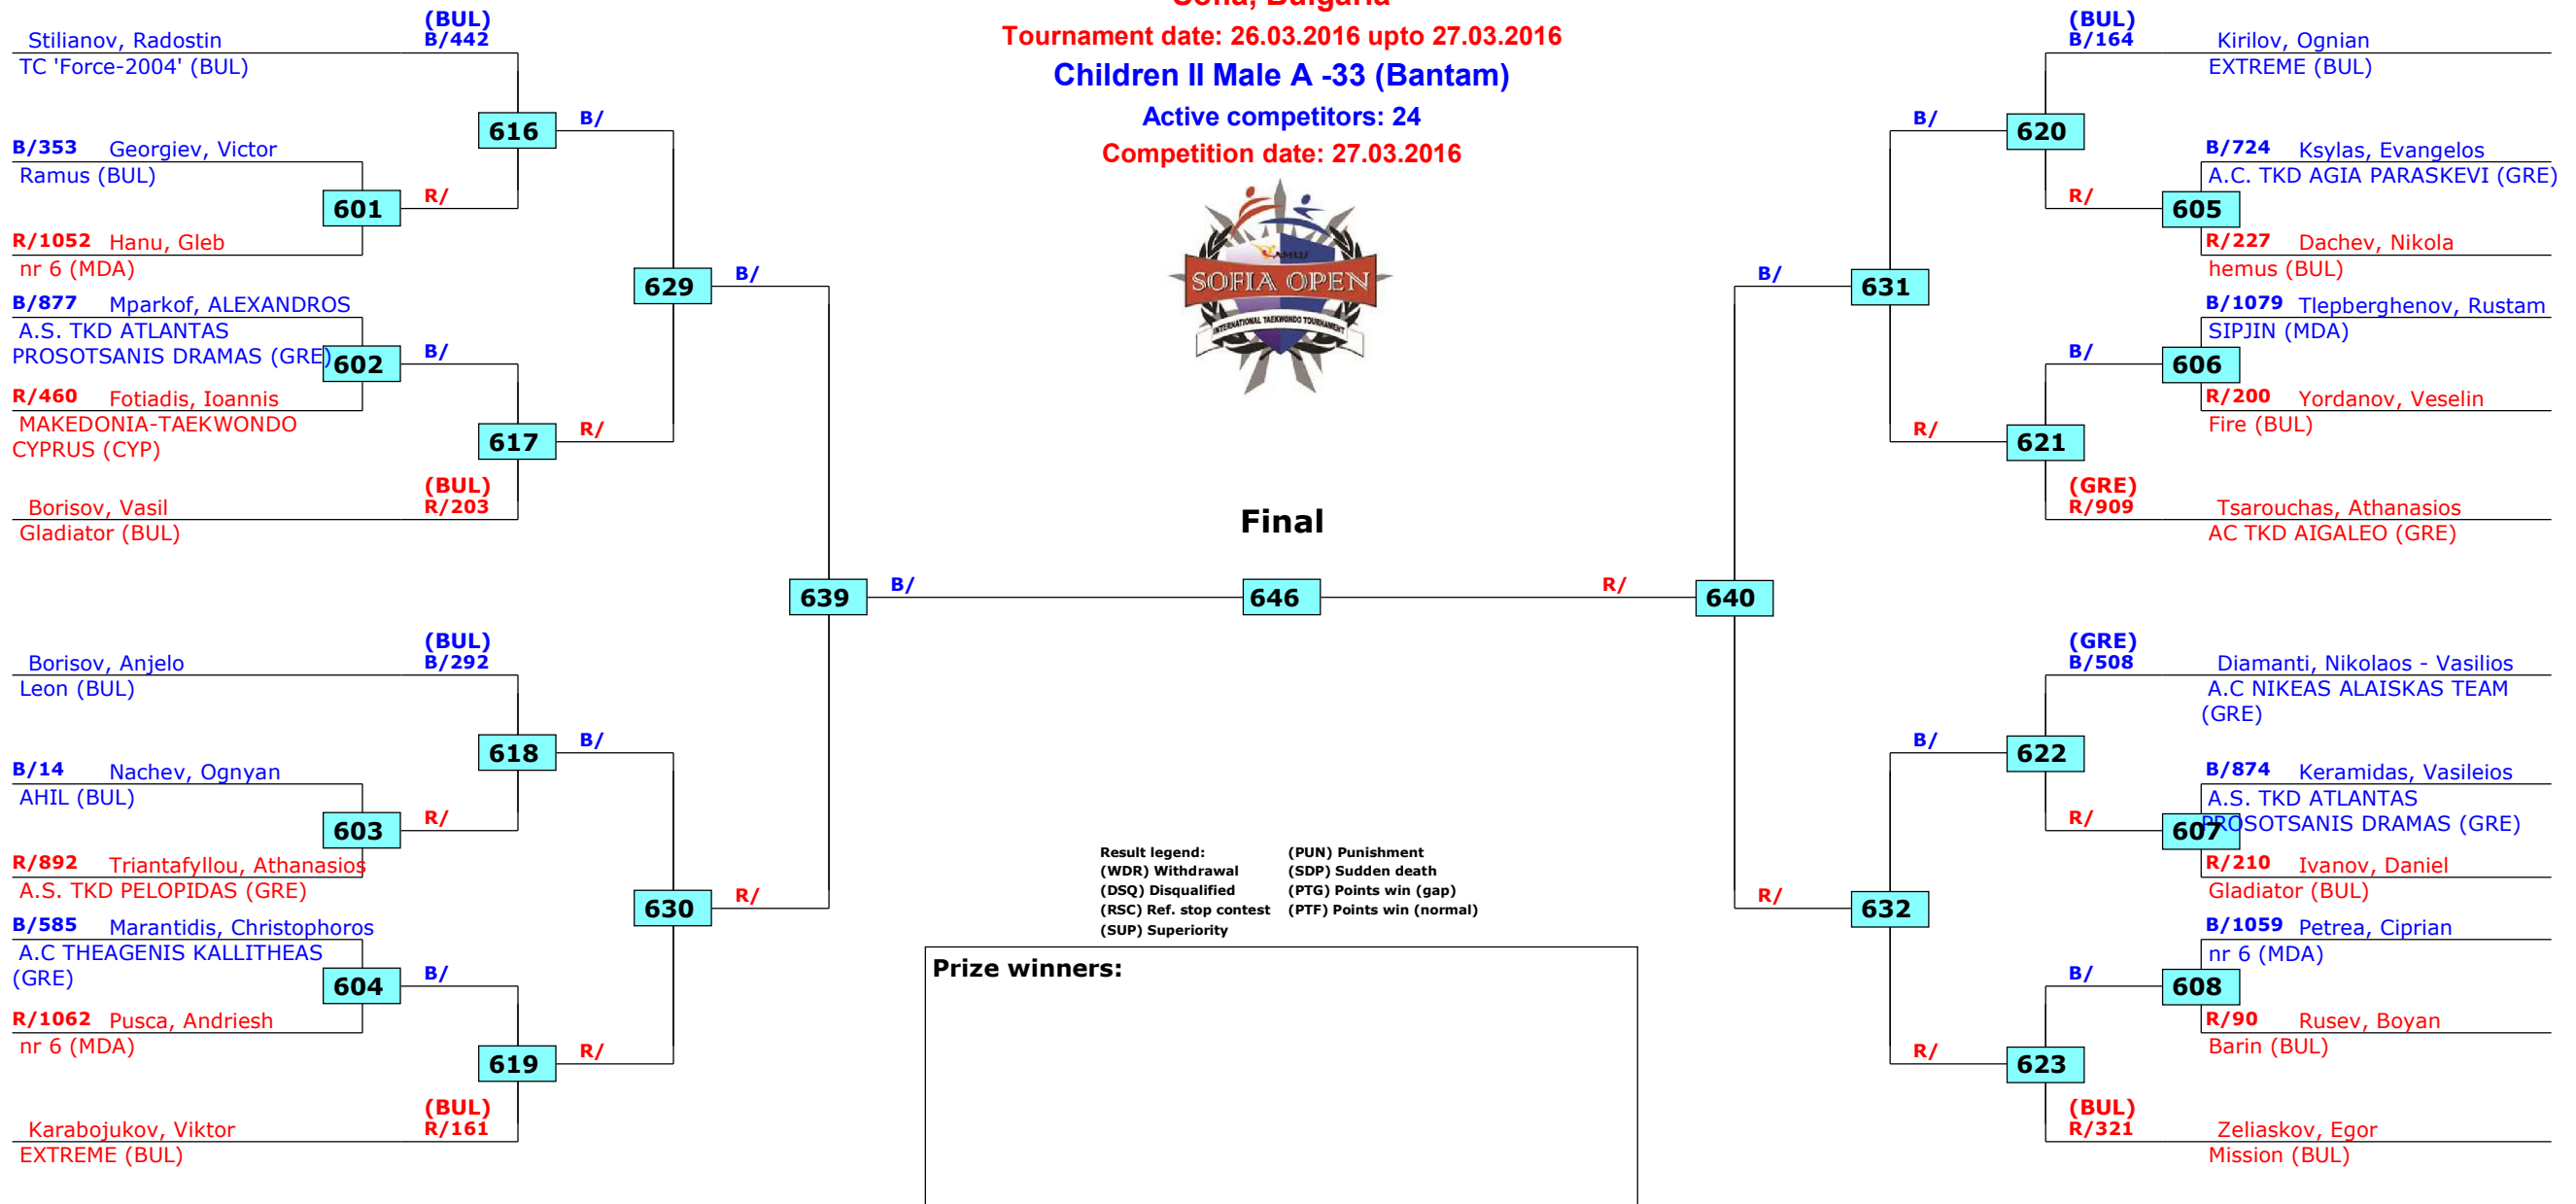 Sofia, Bulgaria
Tournament date: 26.03.2016 upto 27.03.2016
Children II Male A -33 (Bantam)
Active competitors: 24
Competition date: 27.03.2016
RAMUS
SOFIA OPEN
INTERNATIONAL TAEKWONDO TOURNAMENT
(BUL)
Stilianov, Radostin B/442
TC 'Force-2004' (BUL)
616 B/
B/353 Georgiev, Victor
Ramus (BUL)
601 R/
R/1052 Hanu, Gleb
nr 6 (MDA)
629 B/
B/877 Mparkof, ALEXANDROS
A.S. TKD ATLANTAS
PROSOTSANIS DRAMAS (GRE)
602 B/
R/460 Fotiadis, Ioannis
MAKEDONIA-TAEKWONDO
CYPRUS (CYP)
617 R/
(BUL)
Borisov, Vasil R/203
Gladiator (BUL)
639 B/
(BUL)
Borisov, Anjelo B/292
Leon (BUL)
618 B/
B/14 Nachev, Ognyan
AHIL (BUL)
603 R/
R/892 Triantafyllou, Athanasios
A.S. TKD PELOPIDAS (GRE)
630 R/
B/585 Marantidis, Christophoros
A.C THEAGENIS KALLITHEAS
(GRE)
604 B/
R/1062 Pusca, Andriesh
nr 6 (MDA)
619 R/
(BUL)
Karabojukov, Viktor R/161
EXTREME (BUL)
Final
646
(BUL)
B/164 Kirilov, Ognian
EXTREME (BUL)
B/ 620
B/724 Ksylas, Evangelos
A.C. TKD AGIA PARASKEVI (GRE)
R/ 605
R/227 Dachev, Nikola
hemus (BUL)
B/ 631
B/1079 Tlepberghenov, Rustam
SIPJIN (MDA)
B/ 606
R/200 Yordanov, Veselin
Fire (BUL)
R/ 621
(GRE)
R/909 Tsarouchas, Athanasios
AC TKD AIGALEO (GRE)
R/ 640
(GRE)
B/508 Diamanti, Nikolaos - Vasilios
A.C NIKEAS ALAISKAS TEAM
(GRE)
B/ 622
B/874 Keramidas, Vasileios
A.S. TKD ATLANTAS
PROSOTSANIS DRAMAS (GRE)
R/ 607
R/210 Ivanov, Daniel
Gladiator (BUL)
R/ 632
B/1059 Petrea, Ciprian
nr 6 (MDA)
B/ 608
R/90 Rusev, Boyan
Barin (BUL)
R/ 623
(BUL)
R/321 Zeliaskov, Egor
Mission (BUL)
Result legend: (PUN) Punishment
(WDR) Withdrawal (SDP) Sudden death
(DSQ) Disqualified (PTG) Points win (gap)
(RSC) Ref. stop contest (PTF) Points win (normal)
(SUP) Superiority
Prize winners: